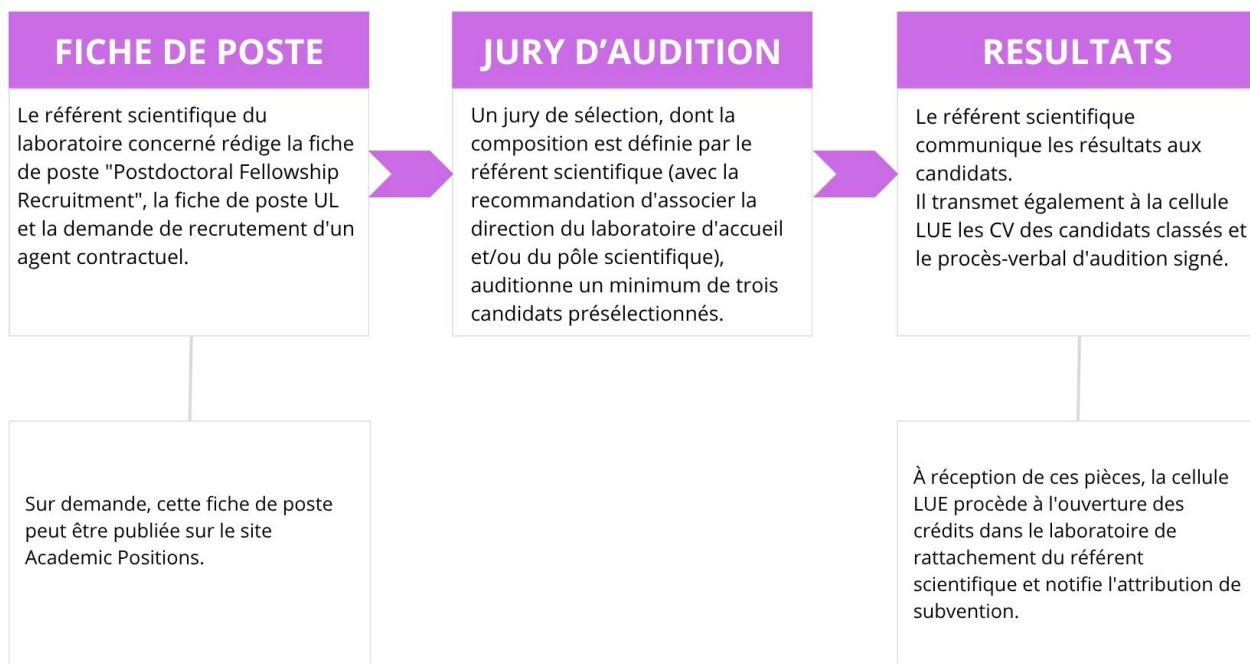 FICHE DE POSTE
Le référent scientifique du
laboratoire concerné rédige la fiche
de poste "Postdoctoral Fellowship
Recruitment", la fiche de poste UL
et la demande de recrutement d'un
agent contractuel.
Sur demande, cette fiche de poste
peut être publiée sur le site
Academic Positions.
JURY D’AUDITION
Un jury de sélection, dont la
composition est définie par le
référent scientifique (avec la
recommandation d'associer la
direction du laboratoire d'accueil
et/ou du pôle scientifique),
auditionne un minimum de trois
candidats présélectionnés.
RESULTATS
Le référent scientifique
communique les résultats aux
candidats.
Il transmet également à la cellule
LUE les CV des candidats classés et
le procès-verbal d'audition signé.
À réception de ces pièces, la cellule
LUE procède à l'ouverture des
crédits dans le laboratoire de
rattachement du référent
scientifique et notifie l'attribution de
subvention.